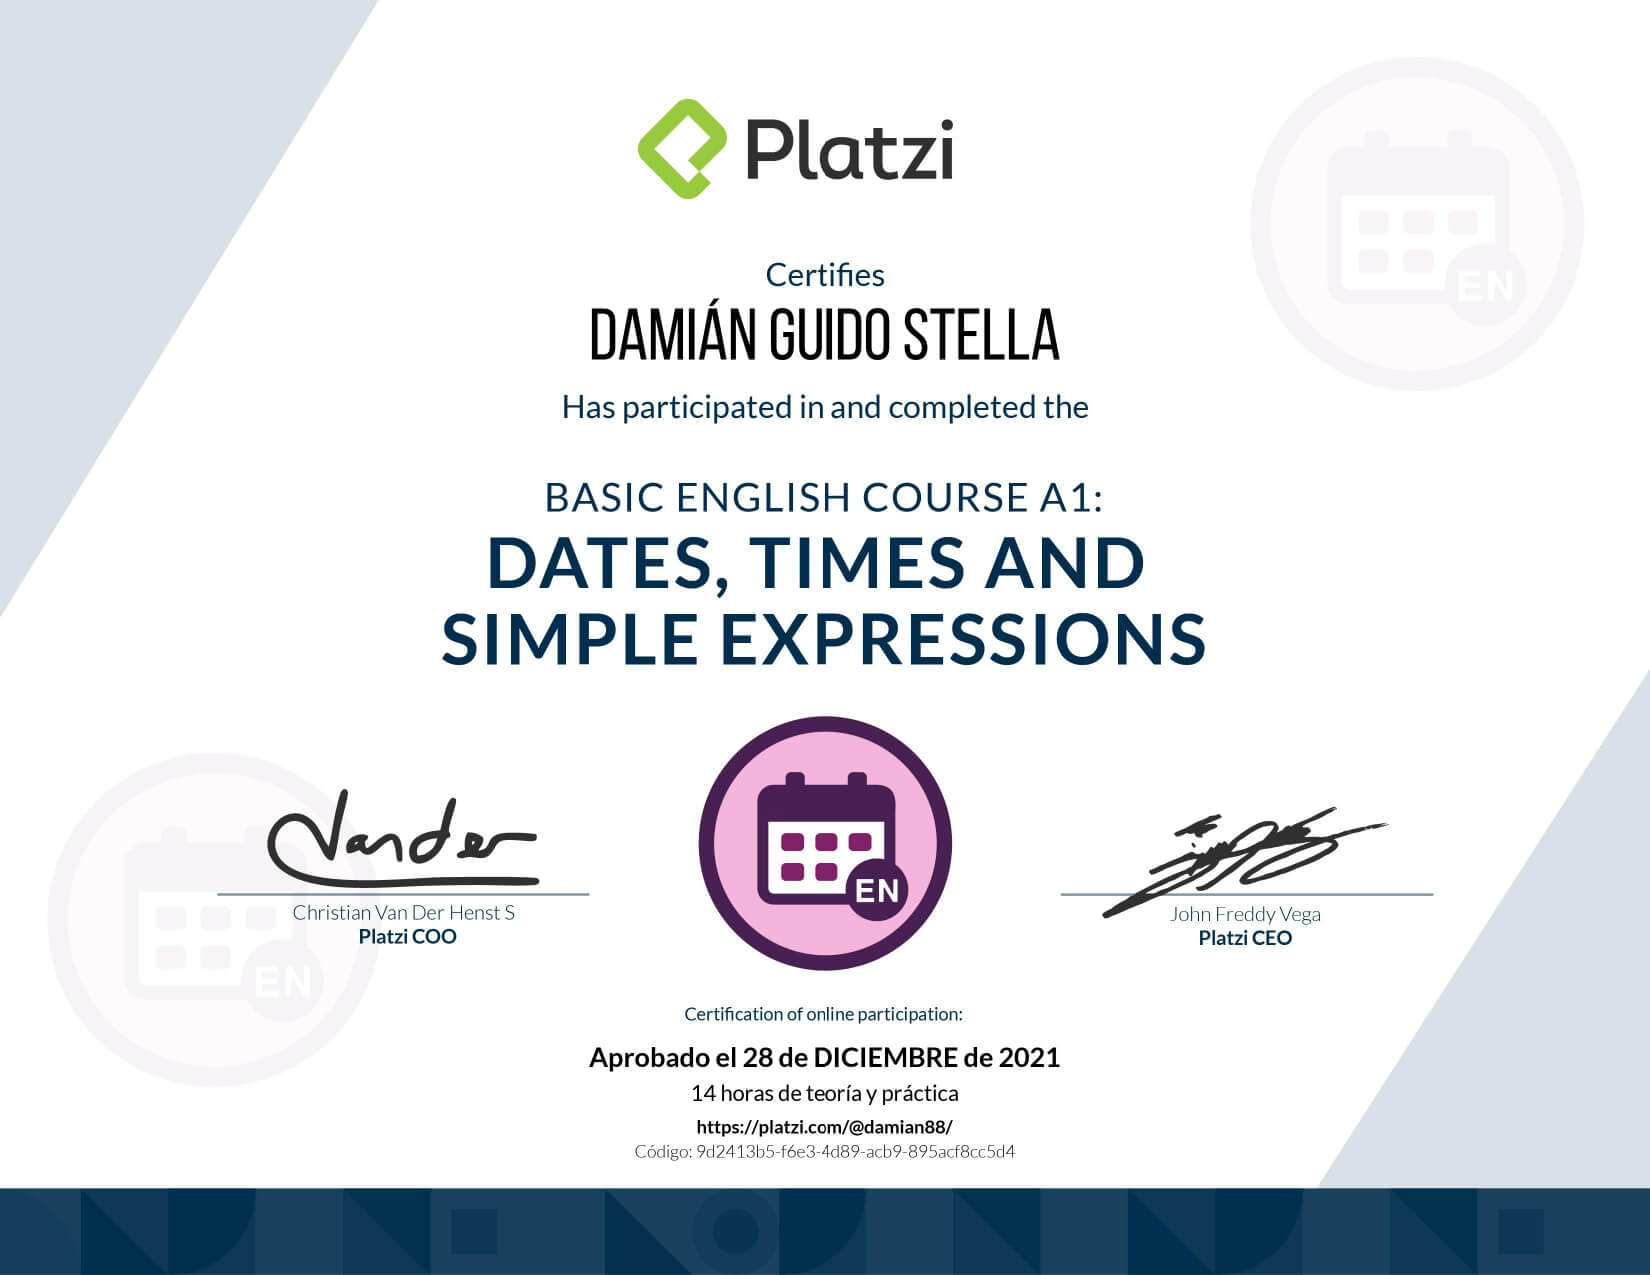 Platzi
EN
Certifies
DAMIÁN GUIDO STELLA
Has participated in and completed the
BASIC ENGLISH COURSE A1:
DATES, TIMES AND
SIMPLE EXPRESSIONS
Vander
EN
EN
Christian Van Der Henst S
Platzi COO
John Freddy Vega
Platzi CEO
Certification of online participation:
Aprobado el 28 de DICIEMBRE de 2021
14 horas de teoría y práctica
https://platzi.com/@damian88/
Código: 9d2413b5-f6e3-4d89-acb9-895acf8cc5d4